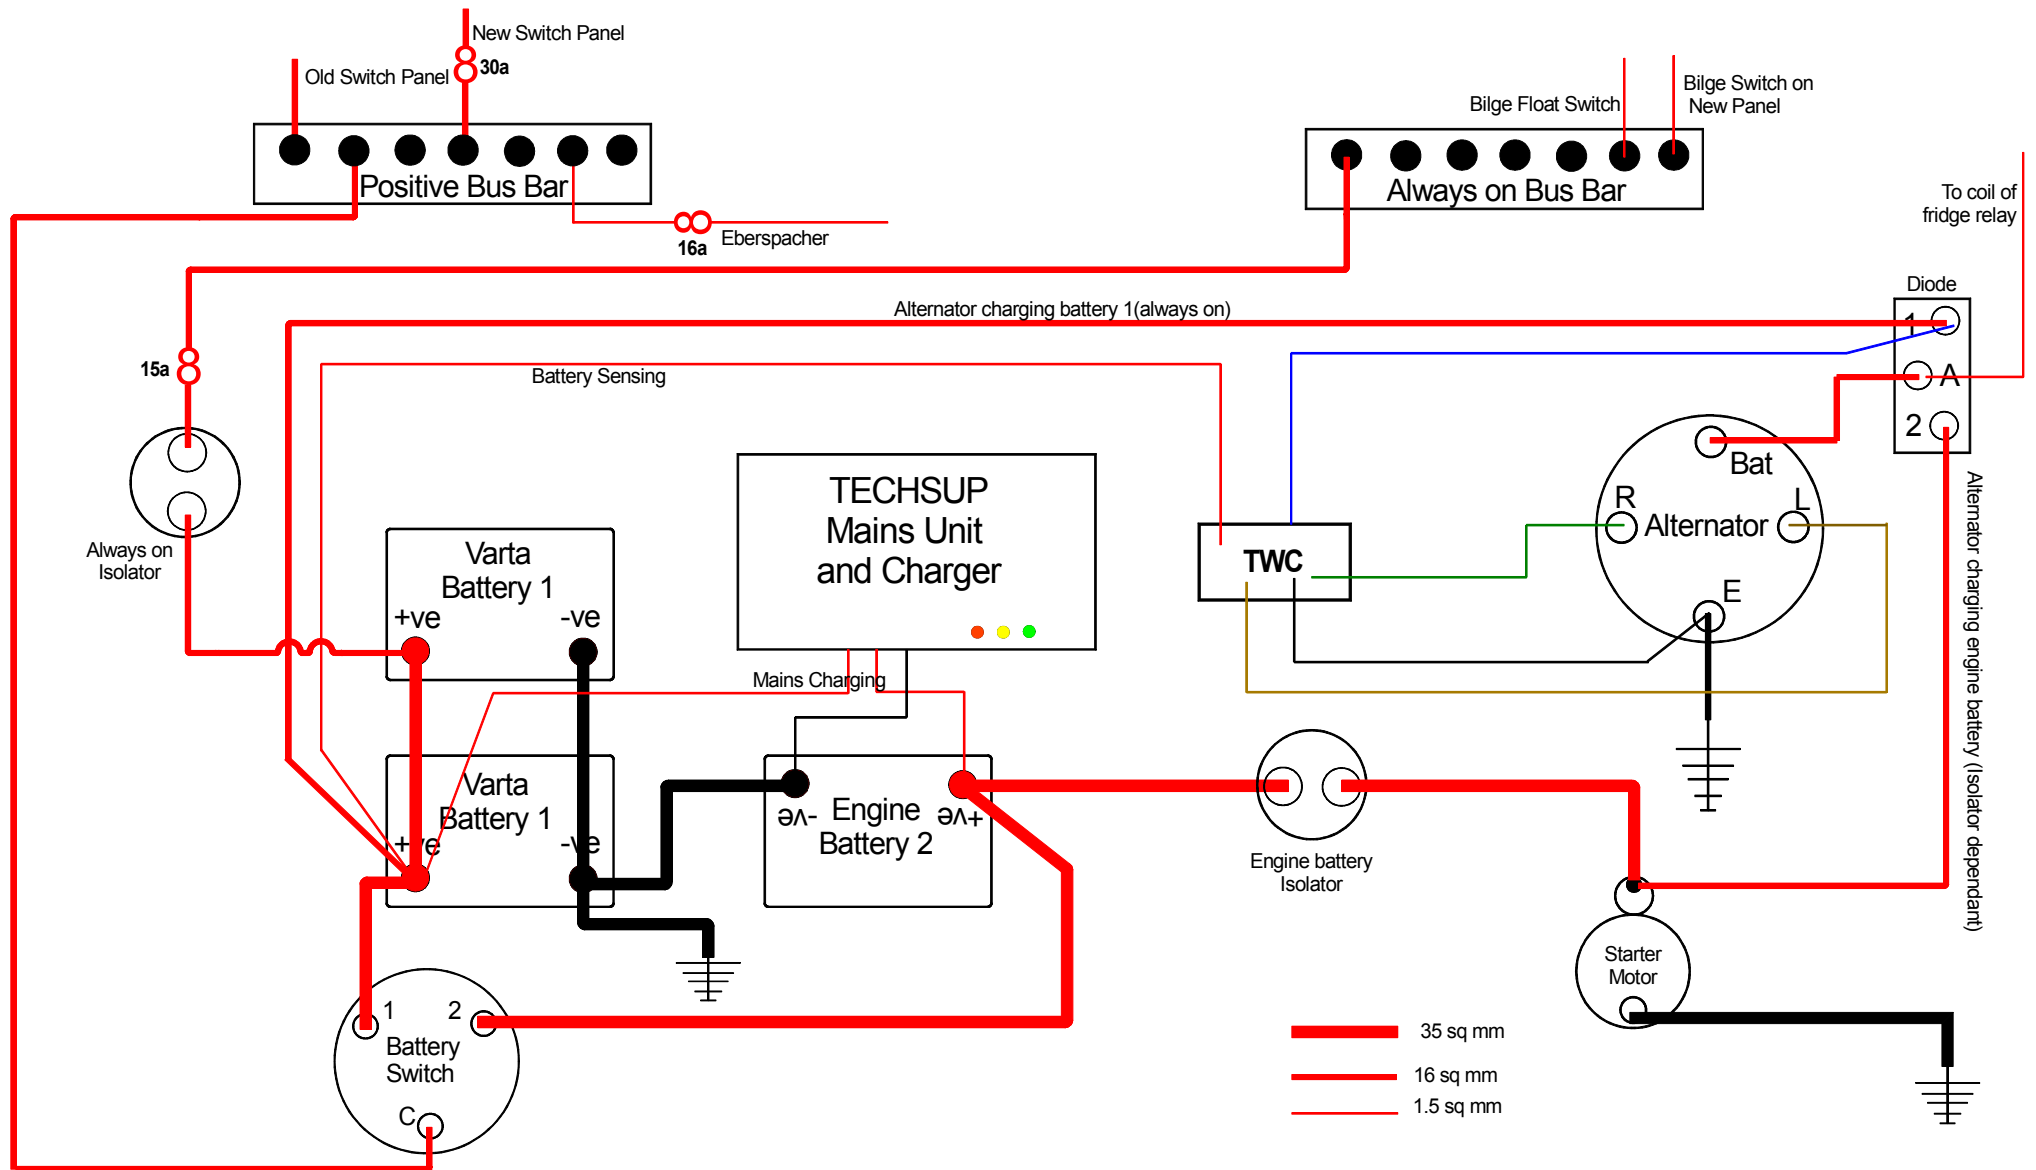 New Switch Panel
30a
Old Switch Panel
Positive Bus Bar
16a
Eberspacher
Bilge Float Switch
Bilge Switch on
New Panel
Always on Bus Bar
To coil of
fridge relay
Diode
1
A
2
Alternator charging battery 1(always on)
15a
Battery Sensing
Always on
Isolator
Varta
Battery 1
+ve
-ve
TECHSUP
Mains Unit
and Charger
Mains Charging
TWC
Bat
R
L
Alternator
E
Alternator charging engine battery (Isolator dependant)
Varta
Battery 1
+ve
-ve
-ve
Engine
Battery 2
+ve
Engine battery
Isolator
Starter
Motor
1
2
Battery
Switch
C
35 sq mm
16 sq mm
1.5 sq mm